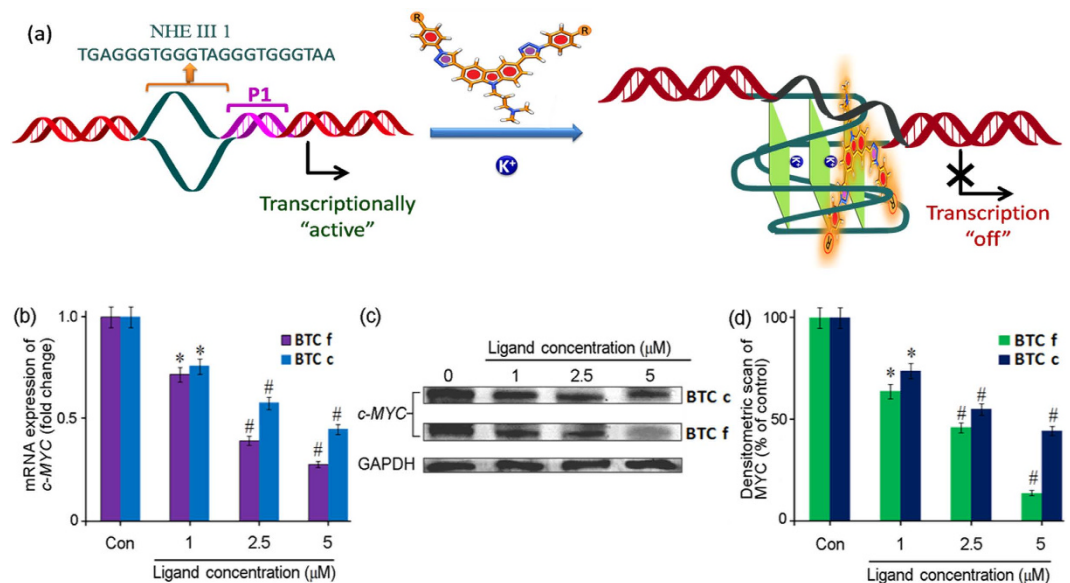 (a)
NHE III 1
TGAGGGTGGGTAGGGTGGGTAA
P1
Transcriptionally
“active”
R
R
N
N
K⁺
K
K
R
R
Transcription
“off”
(b)
mRNA expression of
c-MYC (fold change)
1.0
0.5
0
BTC f
BTC c
* *
#
#
#
#
Con
1
2.5
5
Ligand concentration (μM)
(c)
Ligand concentration (μM)
0
1
2.5
5
c-MYC
BTC c
BTC f
GAPDH
(d)
Densitometric scan of
MYC (% of control)
100
50
0
BTC f
BTC c
*
*
# #
#
#
Con
1
2.5
5
Ligand concentration (μM)